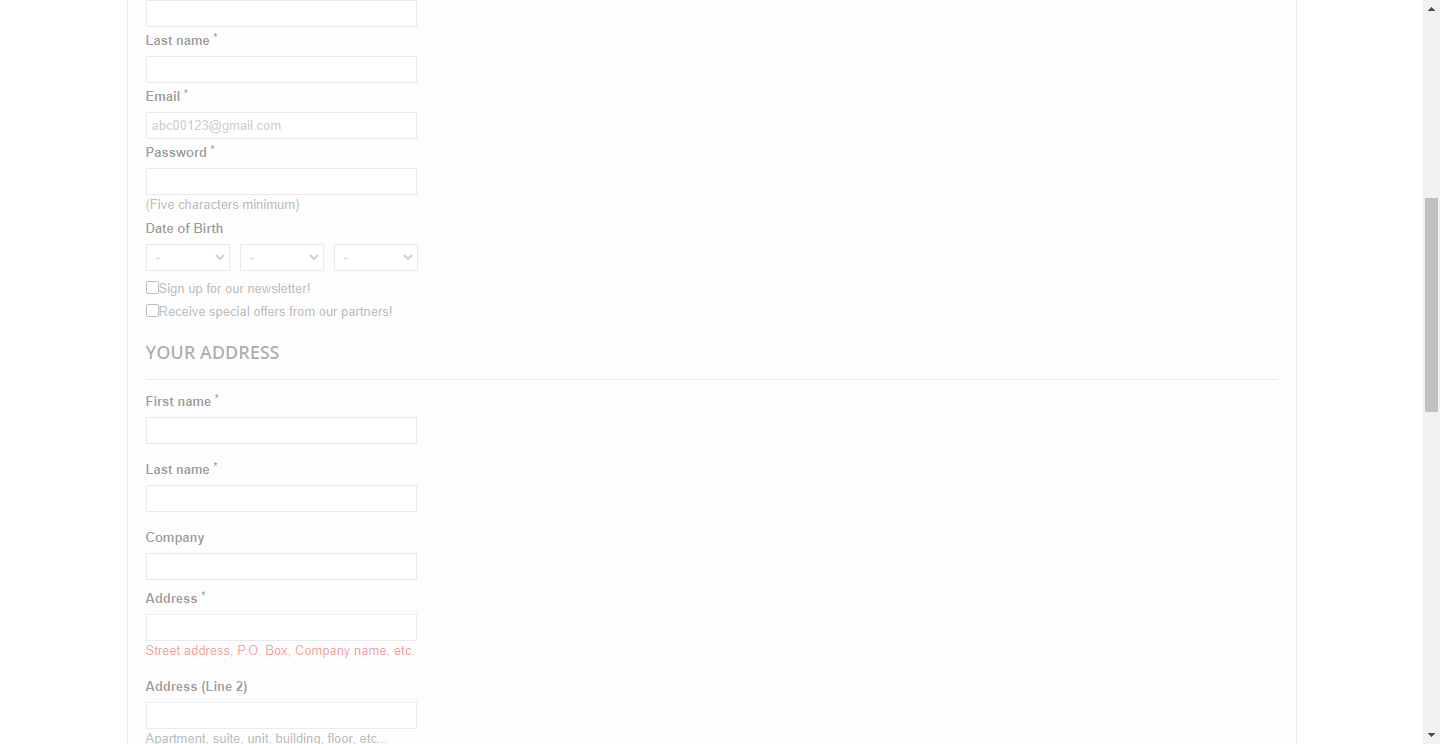 Last name *
Email *
abc00123@gmail.com
Password *
(Five characters minimum)
Date of Birth
- - -
Sign up for our newsletter!
Receive special offers from our partners!
YOUR ADDRESS
First name *
Last name *
Company
Address *
Street address, P.O. Box, Company name, etc.
Address (Line 2)
Apartment, suite, unit, building, floor, etc...